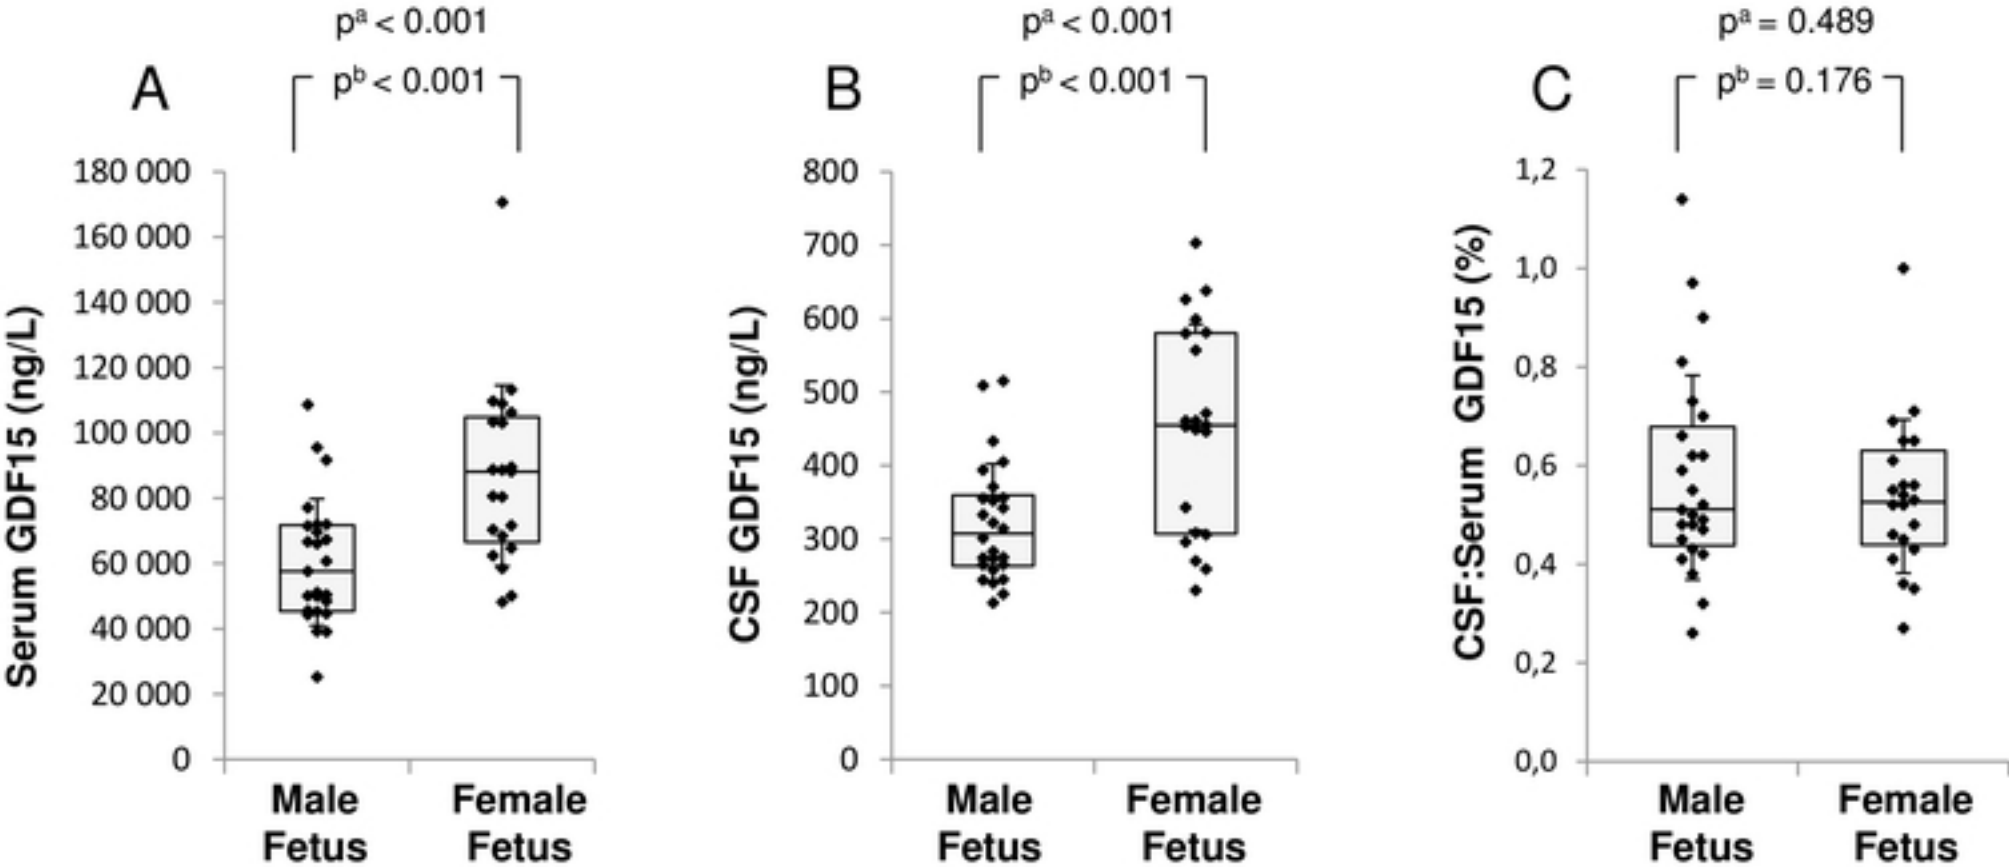 A
pᵃ < 0.001
pᵇ < 0.001
Serum GDF15 (ng/L)
180 000
160 000
140 000
120 000
100 000
80 000
60 000
40 000
20 000
0
Male
Fetus
Female
Fetus
B
pᵃ < 0.001
pᵇ < 0.001
CSF GDF15 (ng/L)
800
700
600
500
400
300
200
100
0
Male
Fetus
Female
Fetus
C
pᵃ = 0.489
pᵇ = 0.176
CSF:Serum GDF15 (%)
1,2
1,0
0,8
0,6
0,4
0,2
0,0
Male
Fetus
Female
Fetus